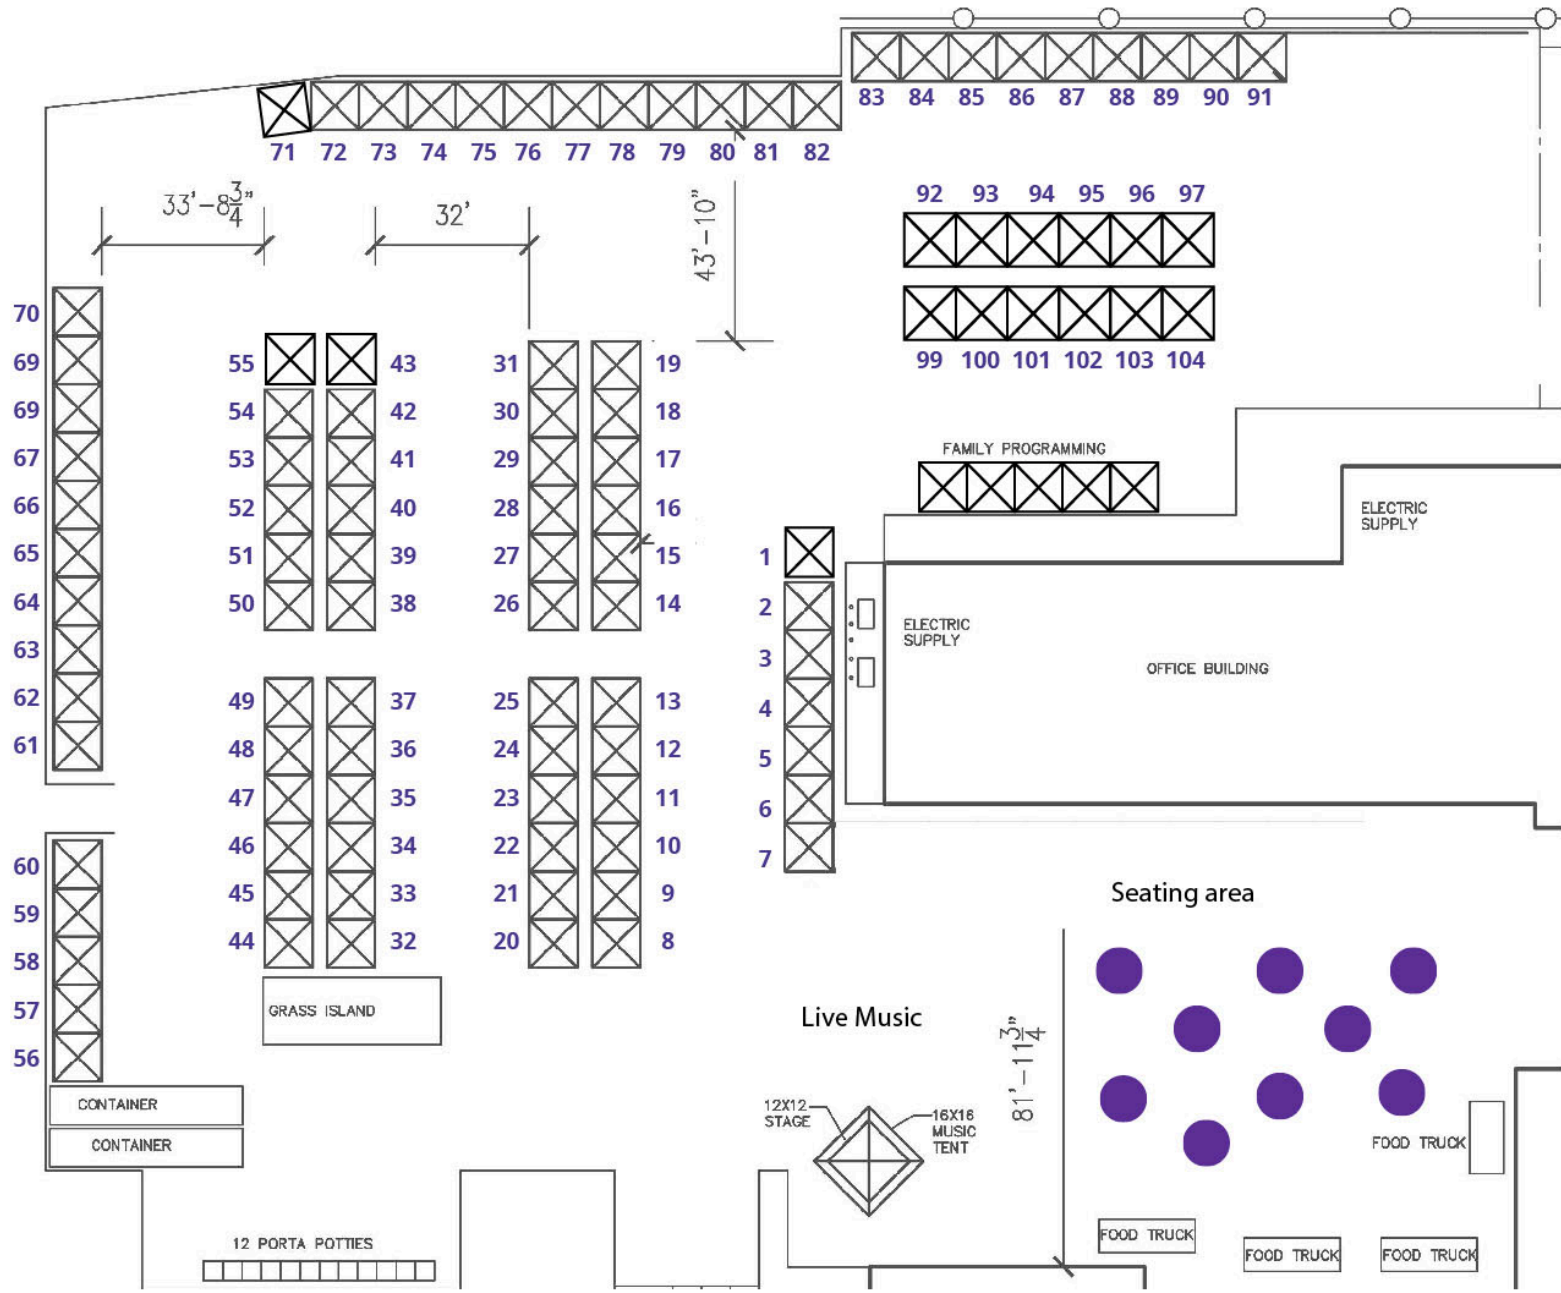 83 84 85 86 87 88 89 90 91
71 72 73 74 75 76 77 78 79 80 81 82
33'-8 3/4"
32'
43'-10"
92 93 94 95 96 97
99 100 101 102 103 104
70
69
69
67
66
65
64
63
62
61
60
59
58
57
56
55 43
54 42
53 41
52 40
51 39
50 38
49 37
48 36
47 35
46 34
45 33
44 32
31 19
30 18
29 17
28 16
27 15
26 14
25 13
24 12
23 11
22 10
21 9
20 8
1
2
3
4
5
6
7
FAMILY PROGRAMMING
ELECTRIC
SUPPLY
ELECTRIC
SUPPLY
OFFICE BUILDING
GRASS ISLAND
CONTAINER
CONTAINER
12 PORTA POTTIES
Live Music
12X12
STAGE
16X16
MUSIC
TENT
81'-11 3/4"
Seating area
FOOD TRUCK
FOOD TRUCK
FOOD TRUCK
FOOD TRUCK